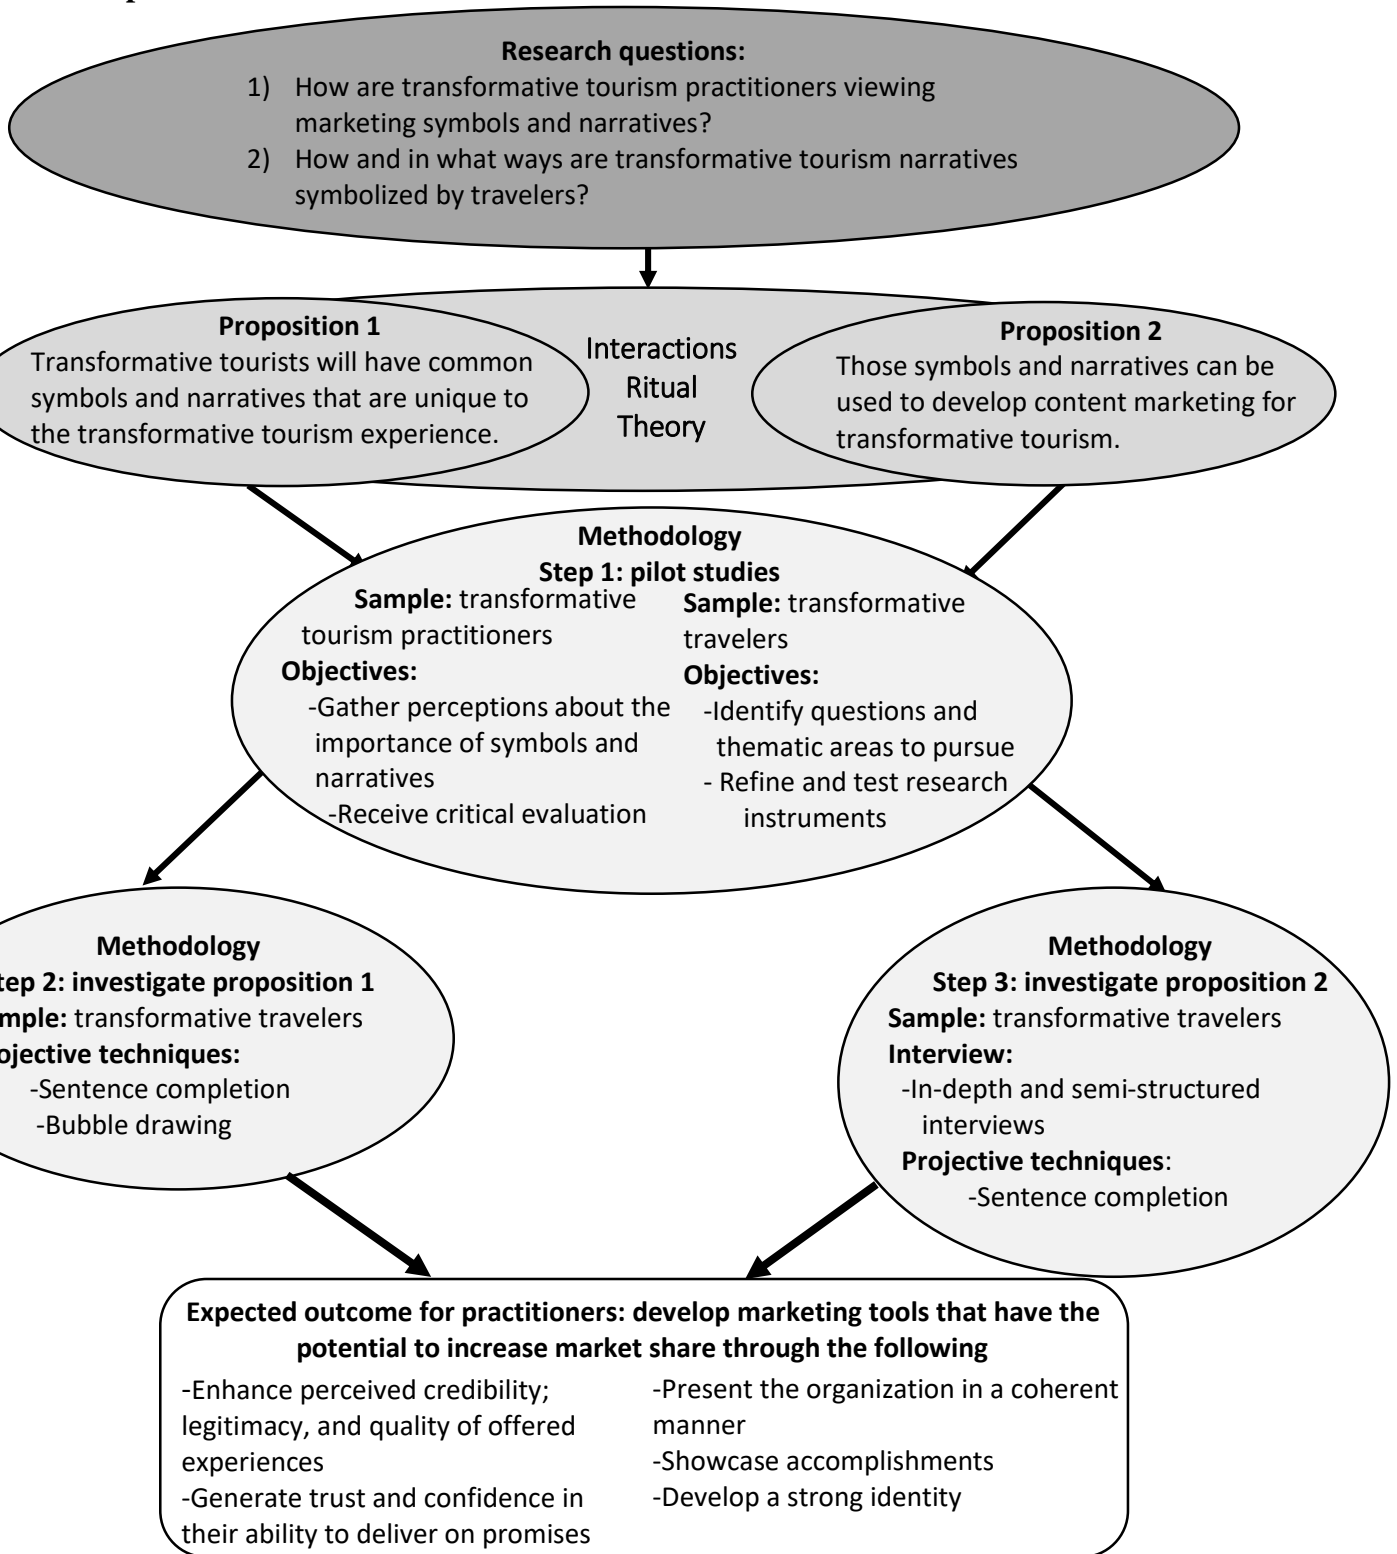 Research questions:
1) How are transformative tourism practitioners viewing
marketing symbols and narratives?
2) How and in what ways are transformative tourism narratives
symbolized by travelers?
Proposition 1
Transformative tourists will have common
symbols and narratives that are unique to
the transformative tourism experience.
Interactions
Ritual
Theory
Proposition 2
Those symbols and narratives can be
used to develop content marketing for
transformative tourism.
Methodology
Step 1: pilot studies
Sample: transformative
tourism practitioners
Objectives:
-Gather perceptions about the
importance of symbols and
narratives
-Receive critical evaluation
Sample: transformative
travelers
Objectives:
-Identify questions and
thematic areas to pursue
- Refine and test research
instruments
Methodology
tep 2: investigate proposition 1
mple: transformative travelers
ojective techniques:
-Sentence completion
-Bubble drawing
Methodology
Step 3: investigate proposition 2
Sample: transformative travelers
Interview:
-In-depth and semi-structured
interviews
Projective techniques:
-Sentence completion
Expected outcome for practitioners: develop marketing tools that have the
potential to increase market share through the following
-Enhance perceived credibility;
legitimacy, and quality of offered
experiences
-Generate trust and confidence in
their ability to deliver on promises
-Present the organization in a coherent
manner
-Showcase accomplishments
-Develop a strong identity